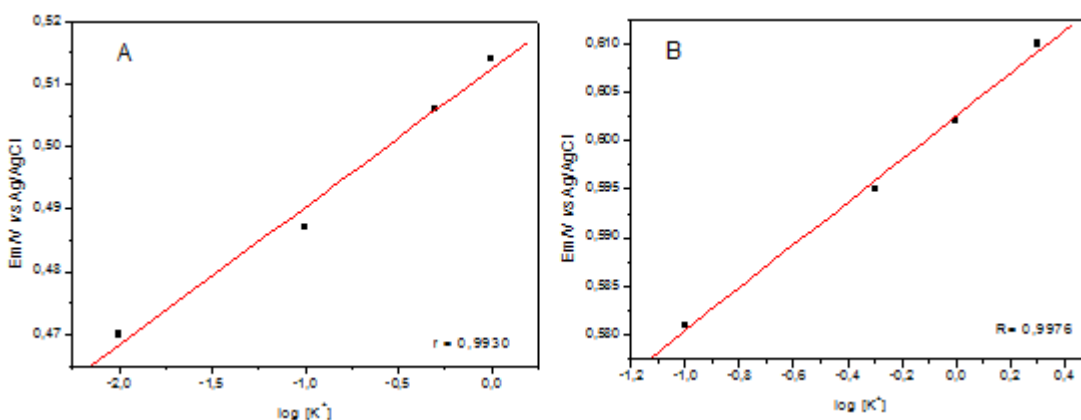 A
0,52
0,51
0,50
0,49
0,48
0,47
Em/V vs Ag/AgCl
-2,0 -1,5 -1,0 -0,5 0,0
log [K⁺]
r = 0,9930
B
0,610
0,605
0,600
0,595
0,590
0,585
0,580
Em/V vs Ag/AgCl
-1,2 -1,0 -0,8 -0,6 -0,4 -0,2 0,0 0,2 0,4
log [K⁺]
R= 0,9976